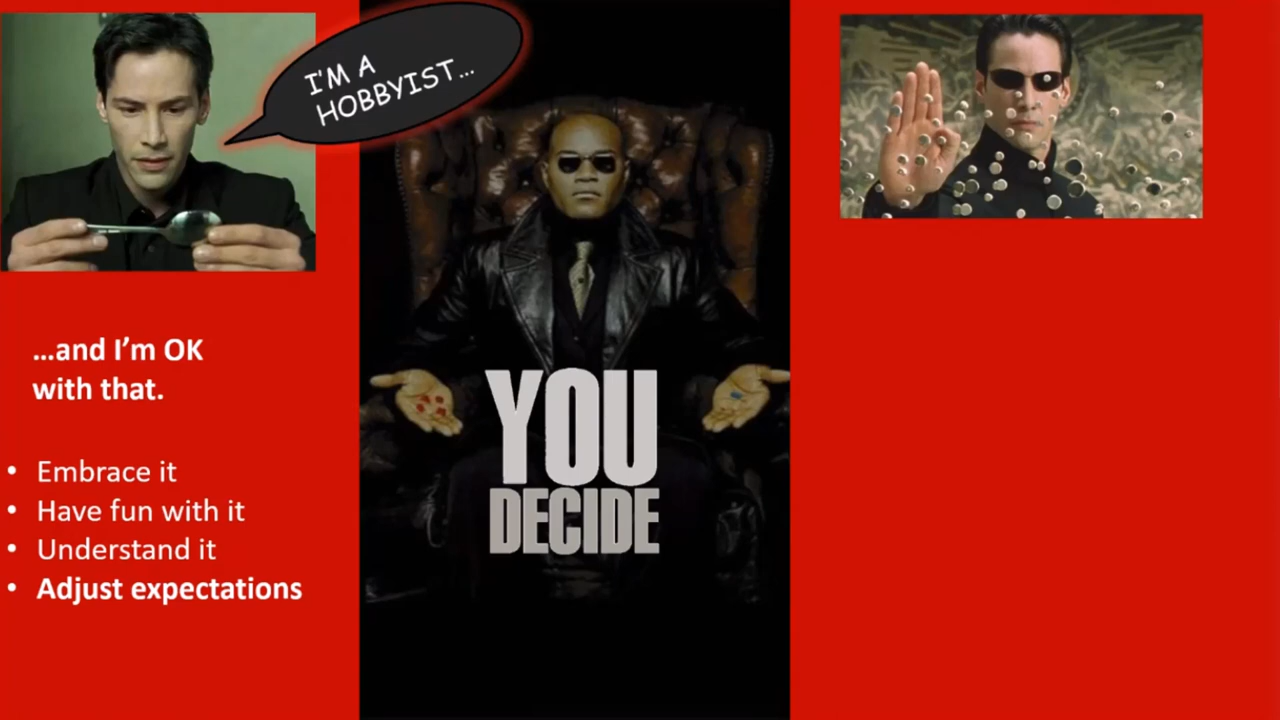 I'M A
HOBBYIST...
...and I'm OK
with that.
• Embrace it
• Have fun with it
• Understand it
• Adjust expectations
YOU
DECIDE